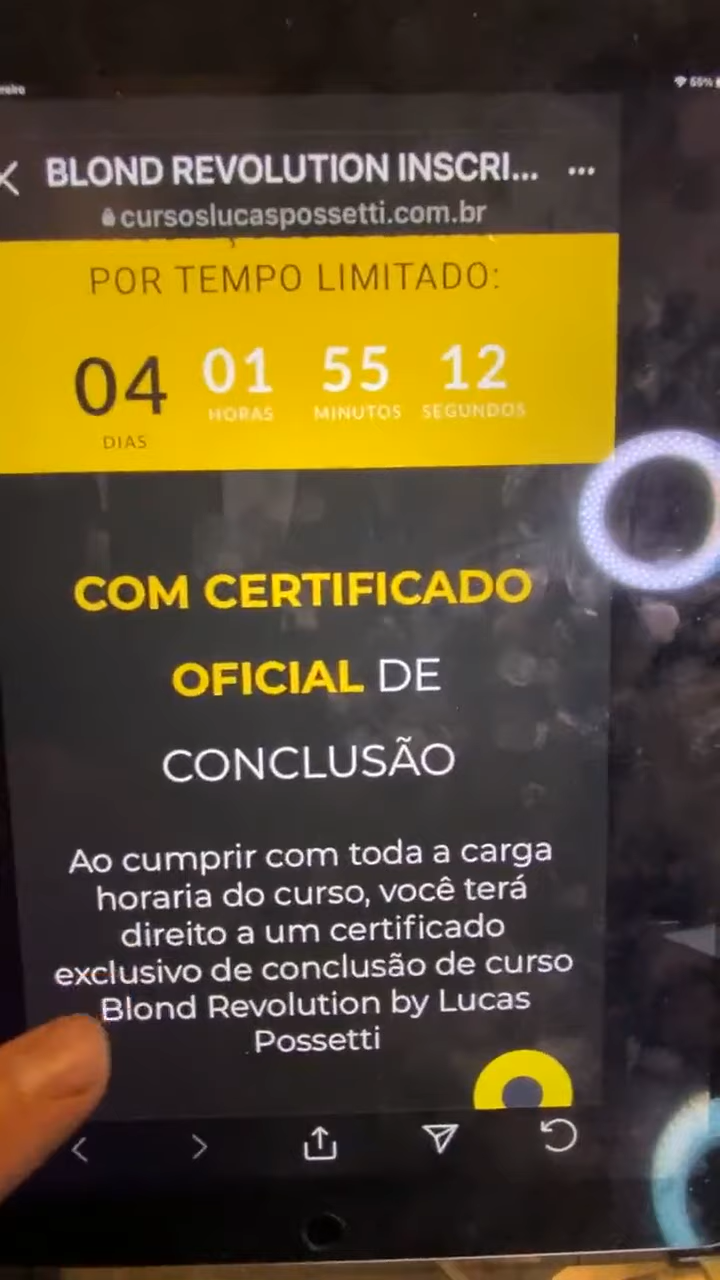 55%
BLOND REVOLUTION INSCRI... ...
cursoslucaspossetti.com.br
POR TEMPO LIMITADO:
04 01 55 12
DIAS HORAS MINUTOS SEGUNDOS
COM CERTIFICADO
OFICIAL DE
CONCLUSÃO
Ao cumprir com toda a carga
horaria do curso, você terá
direito a um certificado
exclusivo de conclusão de curso
Blond Revolution by Lucas
Possetti